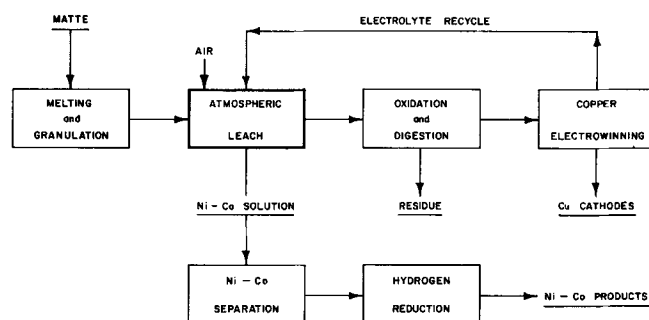 MATTE
ELECTROLYTE RECYCLE
AIR
MELTING
and
GRANULATION
ATMOSPHERIC
LEACH
OXIDATION
and
DIGESTION
COPPER
ELECTROWINNING
Ni-Co SOLUTION
RESIDUE
Cu CATHODES
Ni - Co
SEPARATION
HYDROGEN
REDUCTION
Ni-Co PRODUCTS